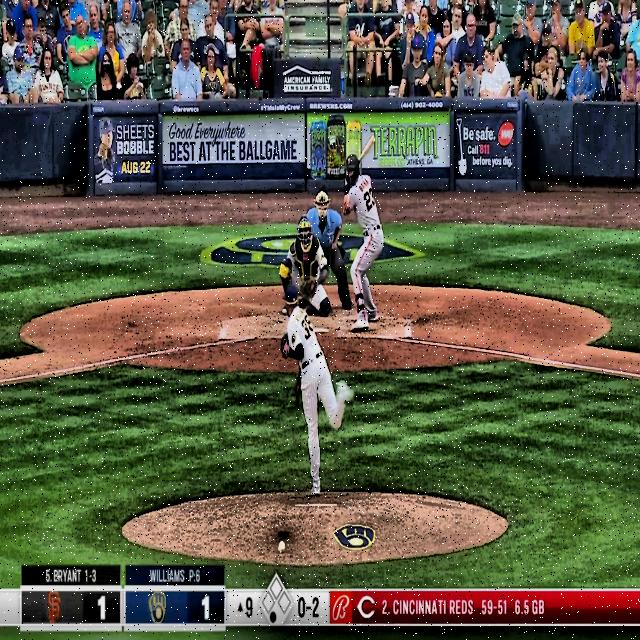 AMERICAN FAMILY
INSURANCE
BREWERS.COM
(414) 902-4000
SHEETS
BOBBLE
AUG 22
Good Everywhere
BEST AT THE BALLGAME
TERRAPIN
ATHENS, GA
Be safe.
Call 811
before you dig.
5. BRYANT 1-3
WILLIAMS P:6
1
1
9
0-2
2. CINCINNATI REDS 59-51 6.5 GB